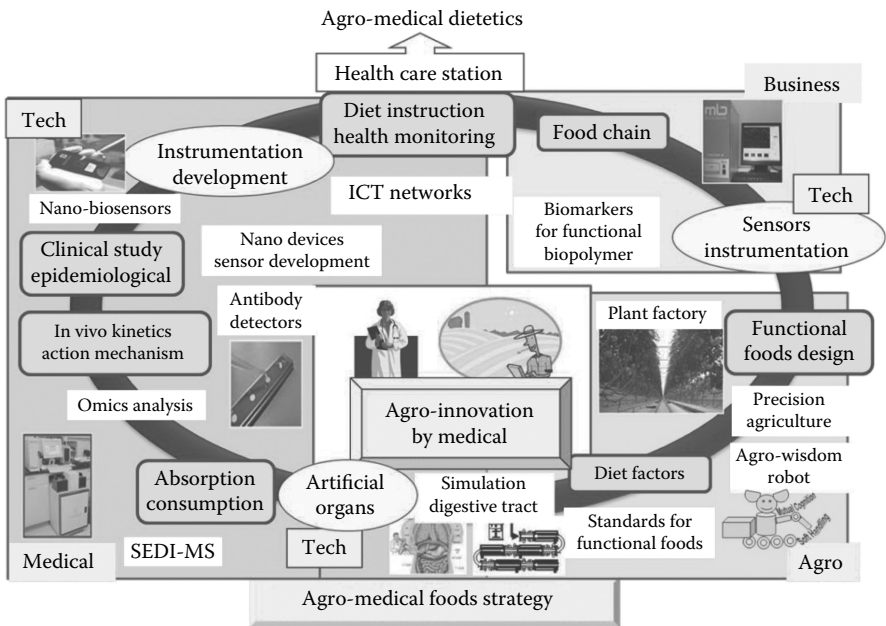 Agro-medical dietetics
Health care station
Business
Tech
Diet instruction
health monitoring
Food chain
Instrumentation
development
ICT networks
Tech
Nano-biosensors
Biomarkers
for functional
biopolymer
Sensors
instrumentation
Clinical study
epidemiological
Nano devices
sensor development
Antibody
detectors
Plant factory
In vivo kinetics
action mechanism
Functional
foods design
Omics analysis
Agro-innovation
by medical
Precision
agriculture
Agro-wisdom
robot
Absorption
consumption
Artificial
organs
Simulation
digestive tract
Diet factors
Mutual Cognition
Soft Handling
Standards for
functional foods
Medical
SEDI-MS
Tech
Agro
Agro-medical foods strategy